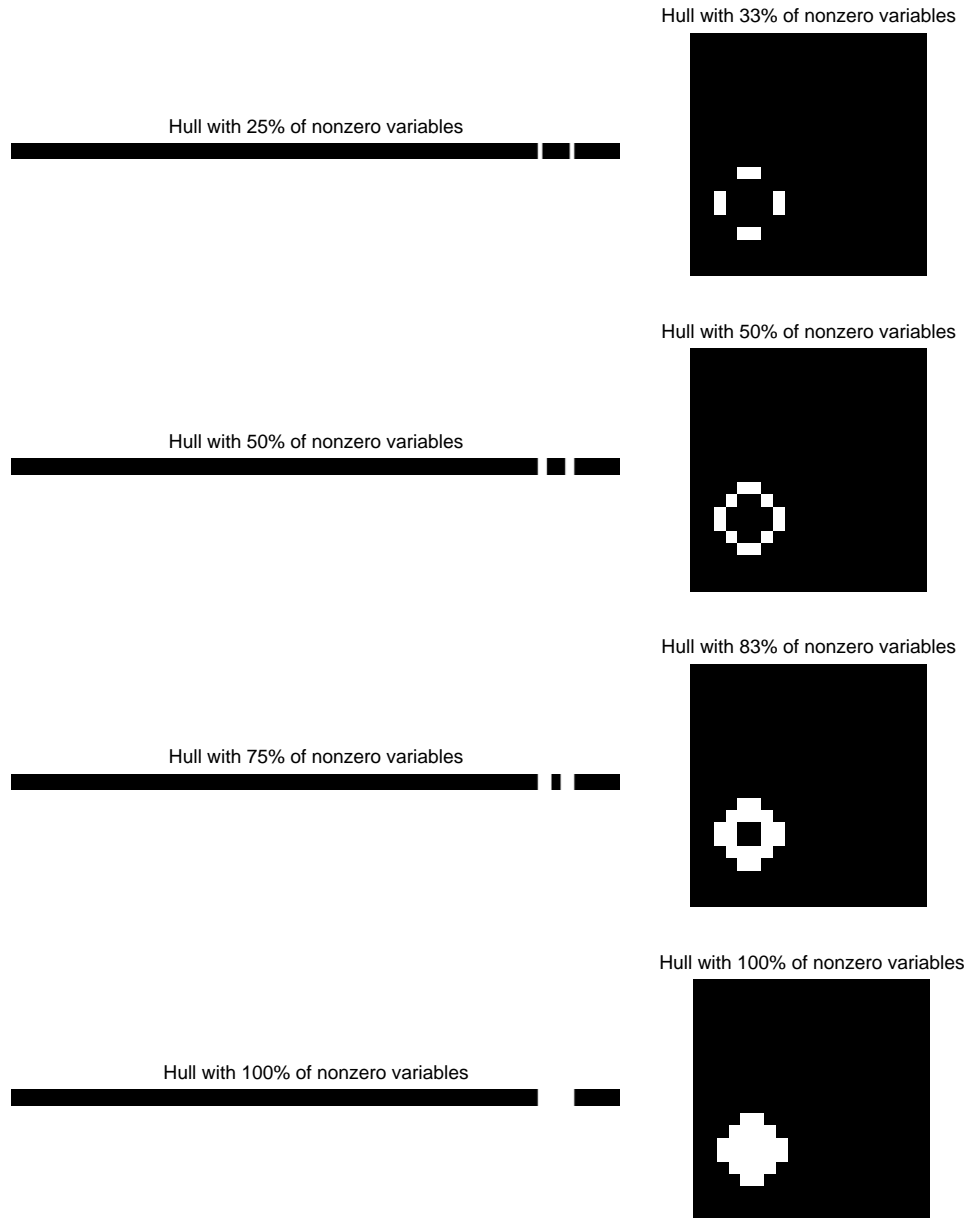 Hull with 33% of nonzero variables
Hull with 25% of nonzero variables
Hull with 50% of nonzero variables
Hull with 50% of nonzero variables
Hull with 83% of nonzero variables
Hull with 75% of nonzero variables
Hull with 100% of nonzero variables
Hull with 100% of nonzero variables